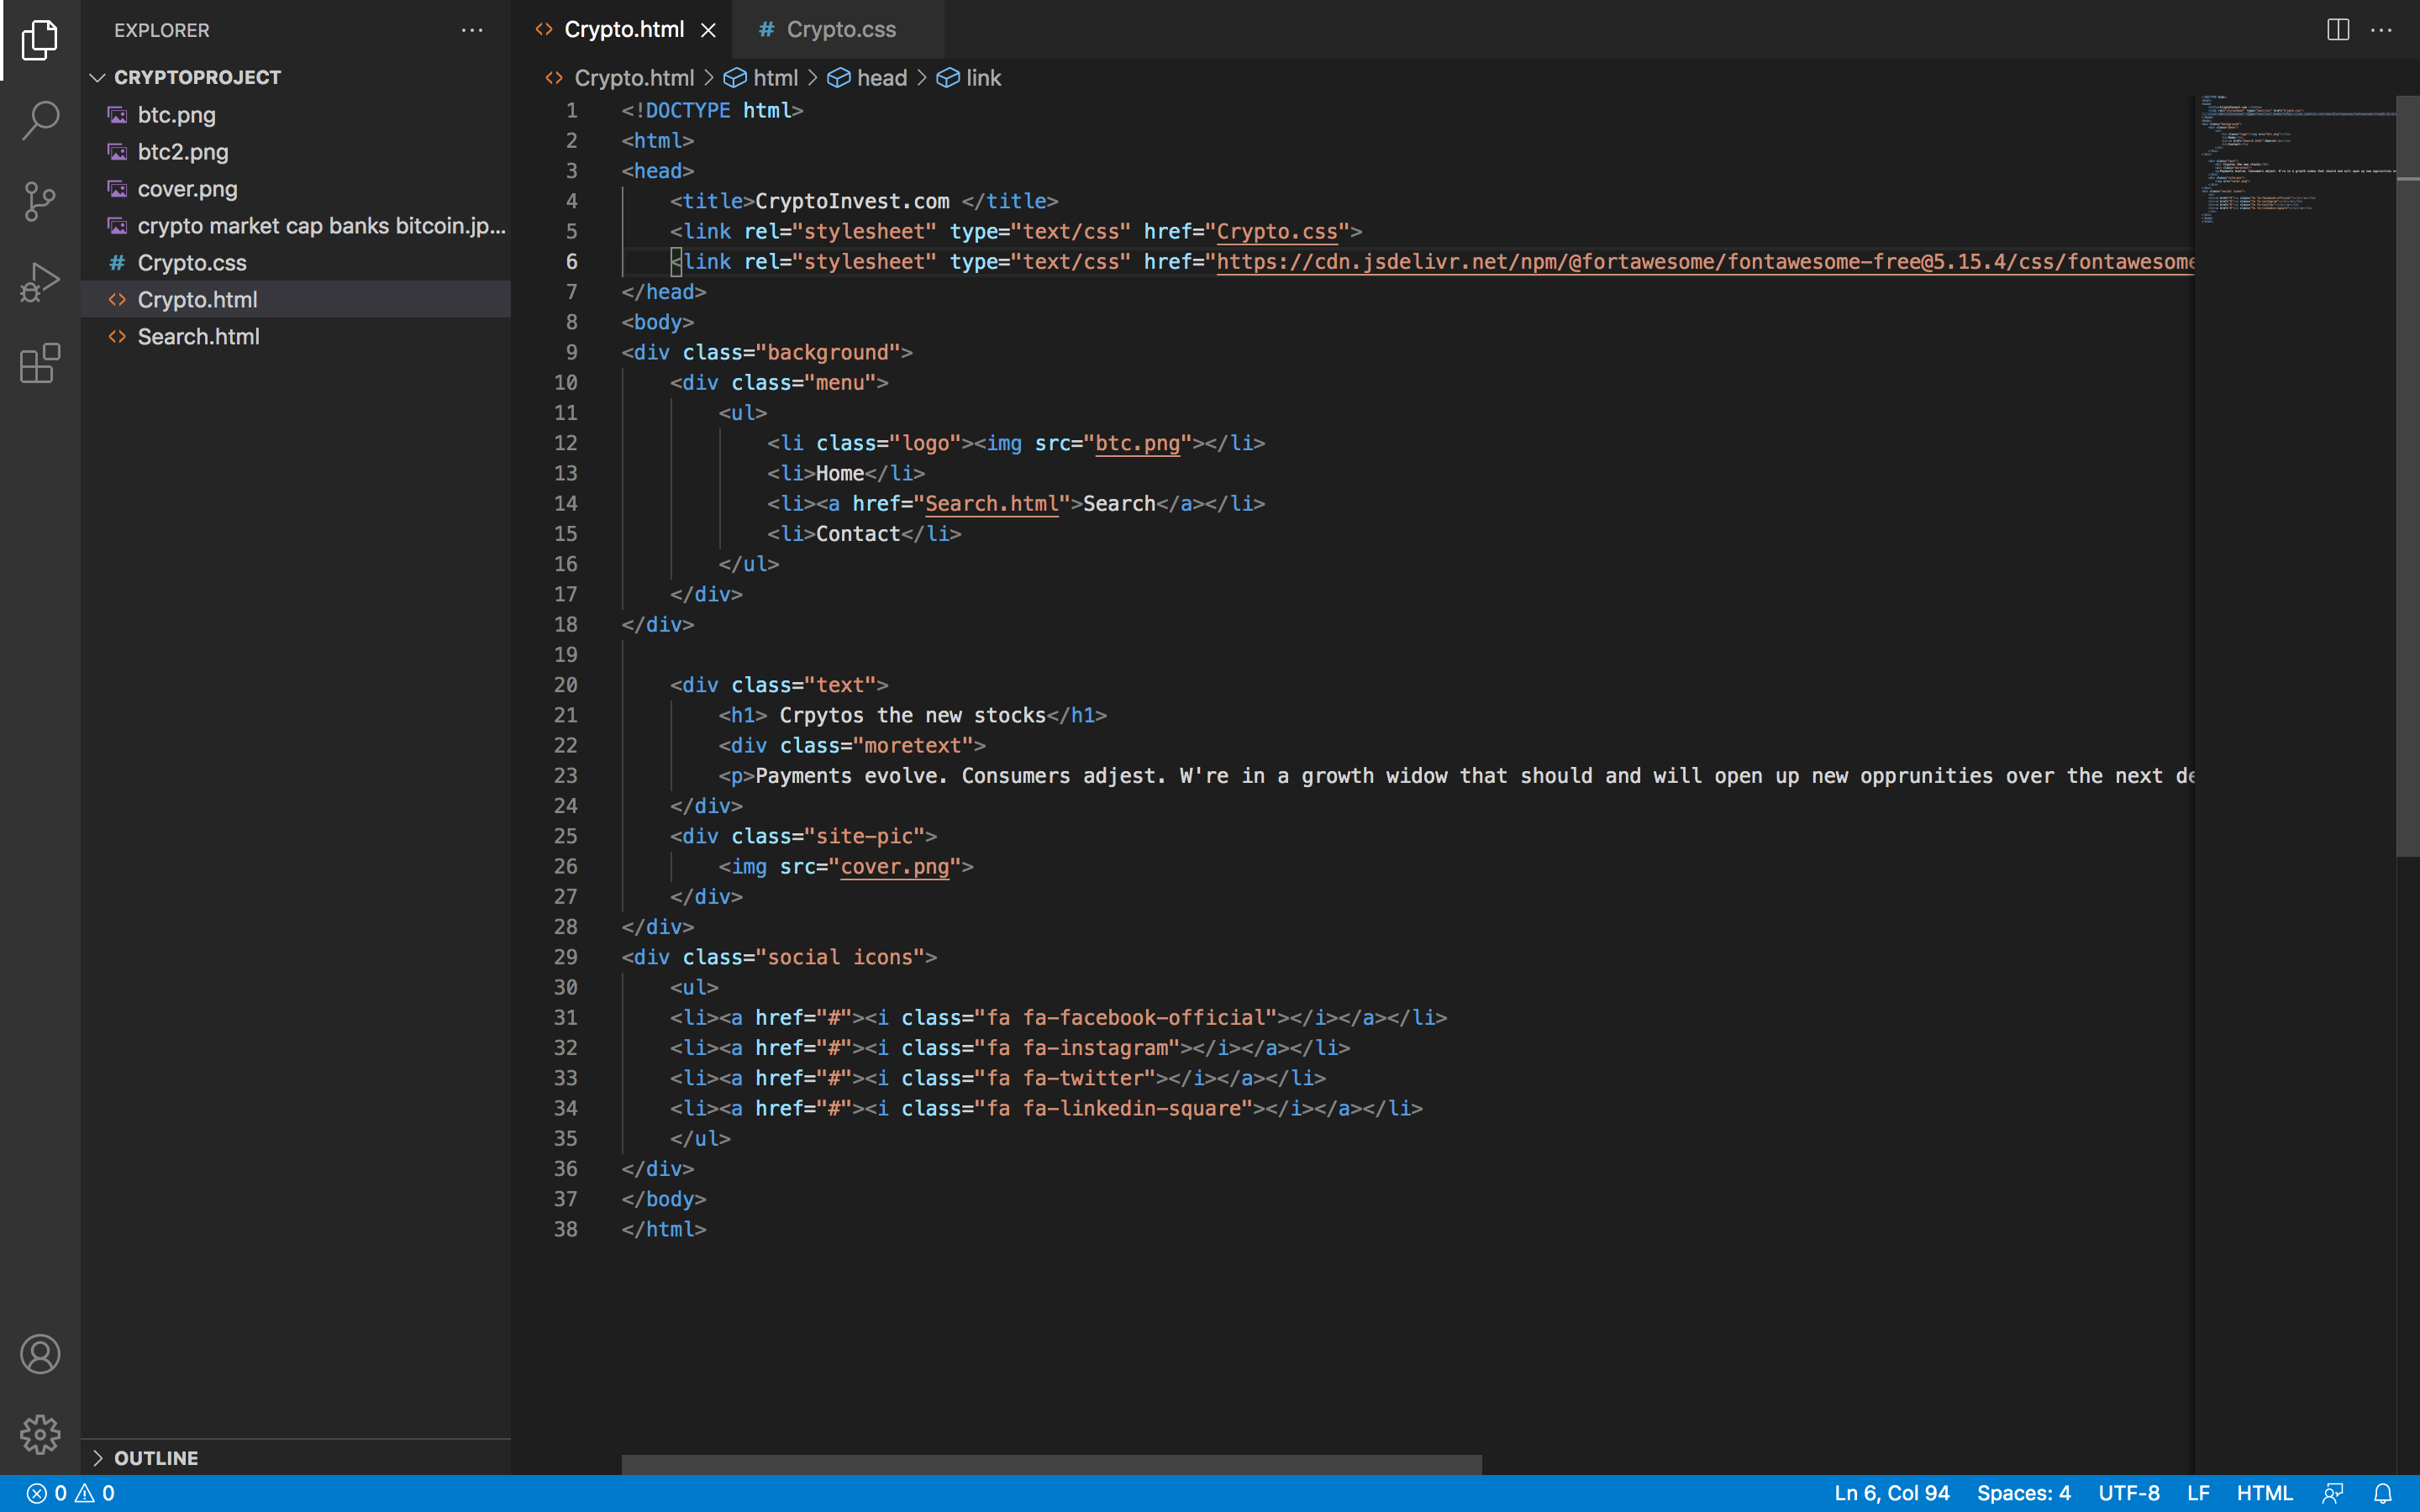 EXPLORER
CRYPTOPROJECT
btc.png
btc2.png
cover.png
crypto market cap banks bitcoin.jp...
# Crypto.css
Crypto.html
Search.html
OUTLINE
Crypto.html
# Crypto.css
Crypto.html > html > head > link
1 <!DOCTYPE html>
2 <html>
3 <head>
4 <title>CryptoInvest.com </title>
5 <link rel="stylesheet" type="text/css" href="Crypto.css">
6 <link rel="stylesheet" type="text/css" href="https://cdn.jsdelivr.net/npm/@fortawesome/fontawesome-free@5.15.4/css/fontawesome
7 </head>
8 <body>
9 <div class="background">
10 <div class="menu">
11 <ul>
12 <li class="logo"><img src="btc.png"></li>
13 <li>Home</li>
14 <li><a href="Search.html">Search</a></li>
15 <li>Contact</li>
16 </ul>
17 </div>
18 </div>
19
20 <div class="text">
21 <h1> Crpytos the new stocks</h1>
22 <div class="moretext">
23 <p>Payments evolve. Consumers adjest. W're in a growth widow that should and will open up new opprunities over the next de
24 </div>
25 <div class="site-pic">
26 <img src="cover.png">
27 </div>
28 </div>
29 <div class="social icons">
30 <ul>
31 <li><a href="#"><i class="fa fa-facebook-official"></i></a></li>
32 <li><a href="#"><i class="fa fa-instagram"></i></a></li>
33 <li><a href="#"><i class="fa fa-twitter"></i></a></li>
34 <li><a href="#"><i class="fa fa-linkedin-square"></i></a></li>
35 </ul>
36 </div>
37 </body>
38 </html>
0 0
Ln 6, Col 94 Spaces: 4 UTF-8 LF HTML